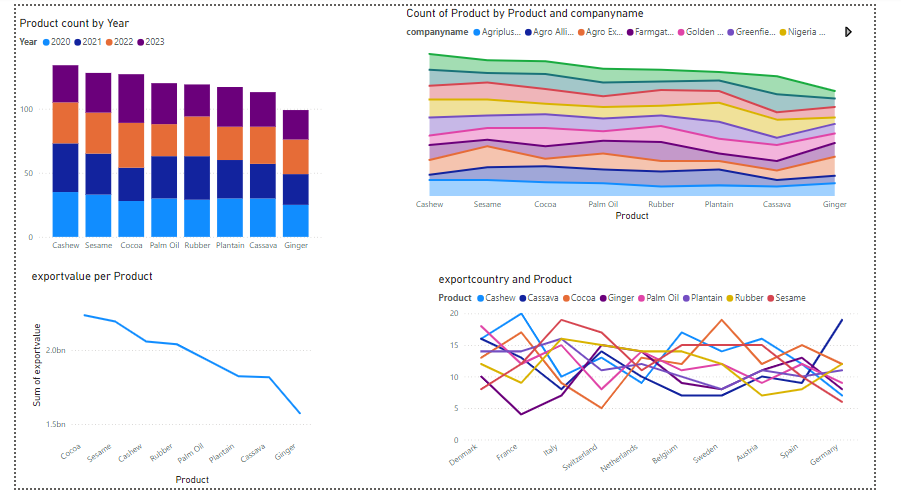 Product count by Year
Year 2020 2021 2022 2023
100
50
0
Cashew Sesame Cocoa Palm Oil Rubber Plantain Cassava Ginger
Count of Product by Product and companyname
companyname Agriplus... Agro Alli... Agro Ex... Farmgat... Golden ... Greenfie... Nigeria ...
Cashew Sesame Cocoa Palm Oil Rubber Plantain Cassava Ginger
Product
exportvalue per Product
Sum of exportvalue
2.0bn
1.5bn
Cocoa Sesame Cashew Rubber Palm Oil Plantain Cassava Ginger
Product
exportcountry and Product
Product Cashew Cassava Cocoa Ginger Palm Oil Plantain Rubber Sesame
20
15
10
5
0
Denmark France Italy Switzerland Netherlands Belgium Sweden Austria Spain Germany